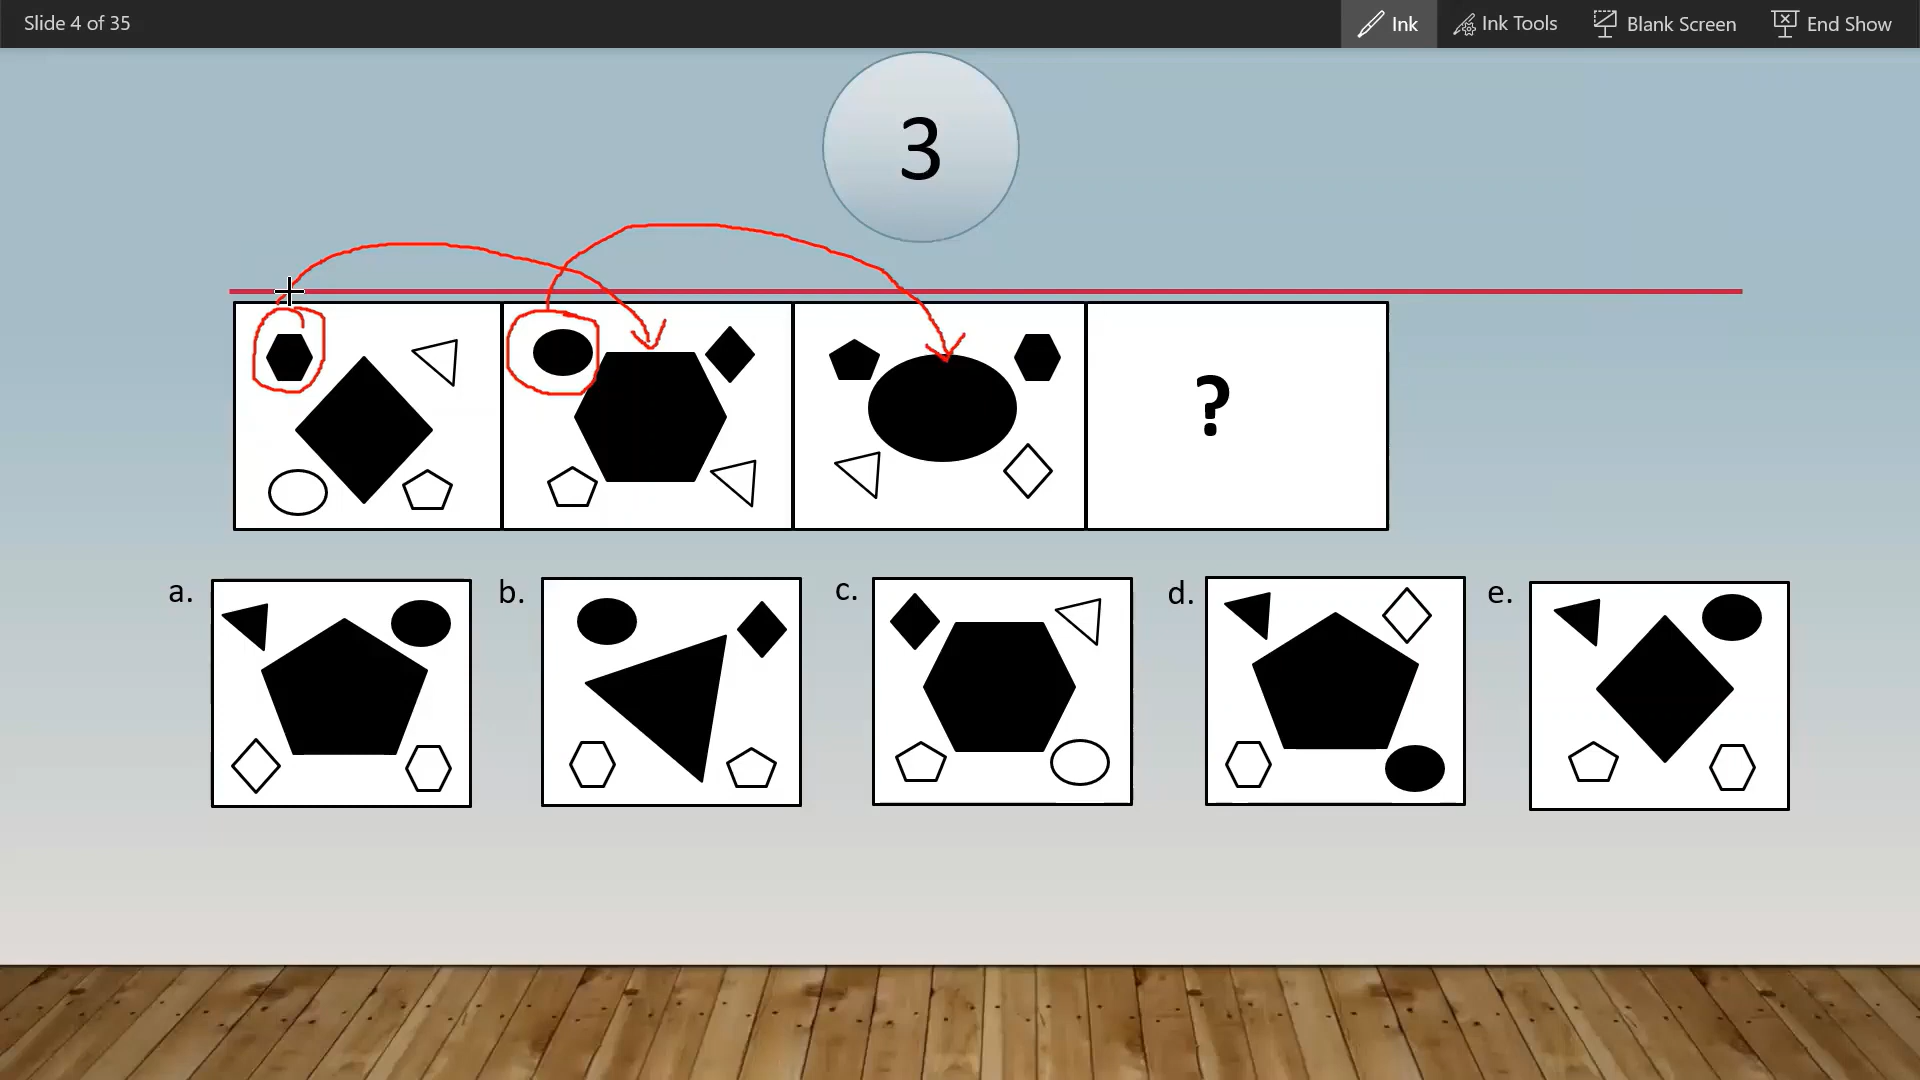 Slide 4 of 35
Ink
Ink Tools
Blank Screen
End Show
3
?
a.
b.
c.
d.
e.